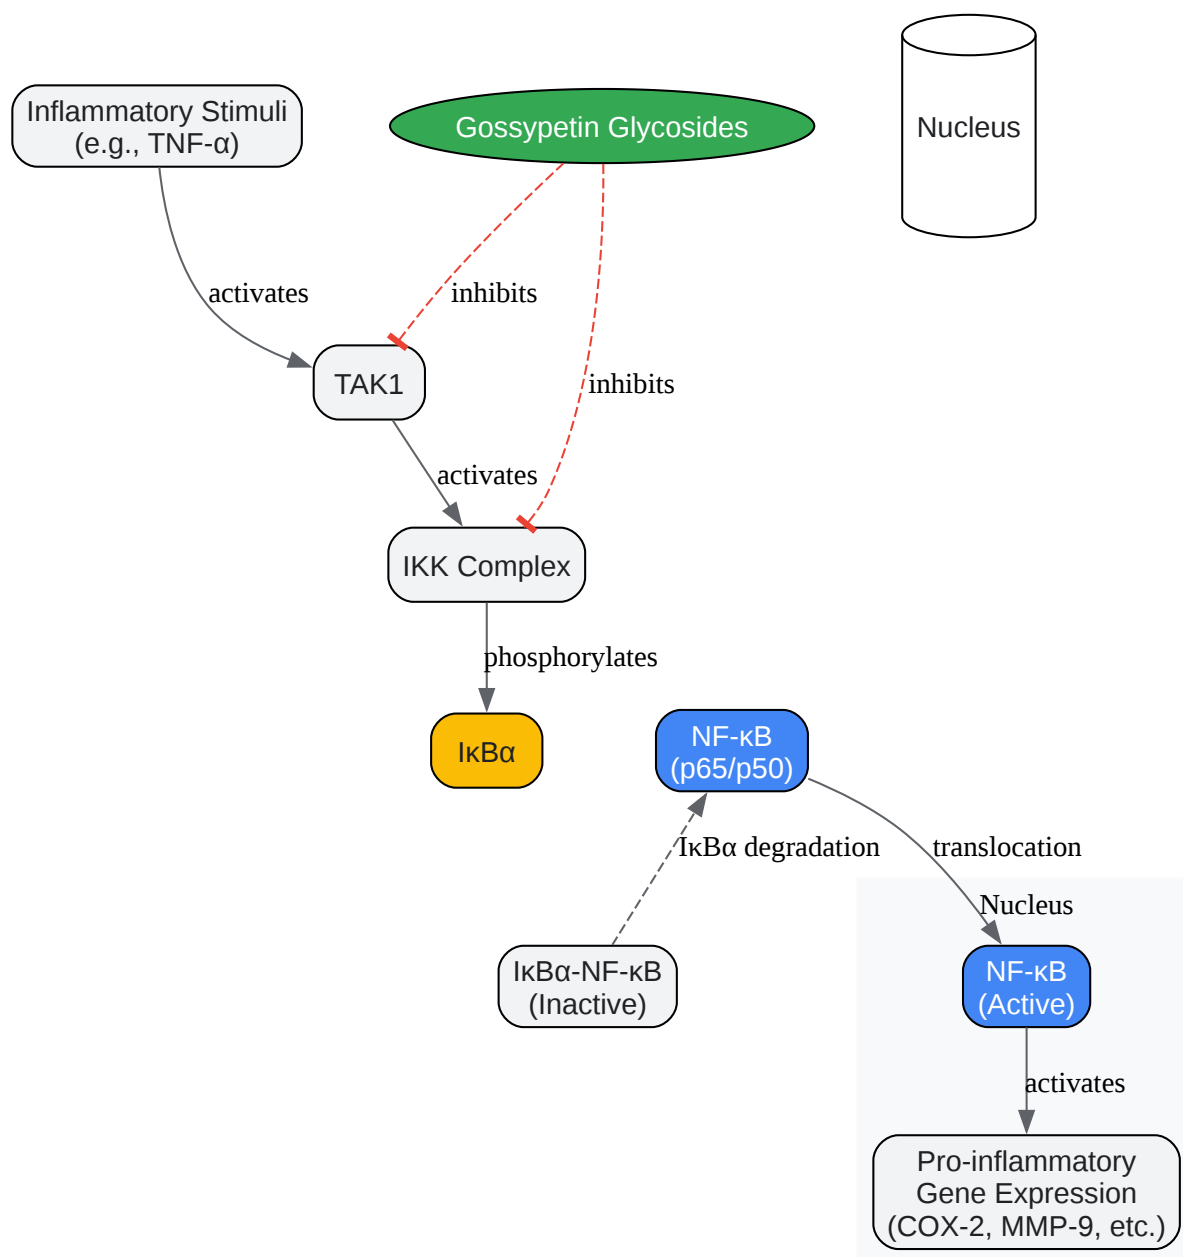 Inflammatory Stimuli
(e.g., TNF-α)
Gossypetin Glycosides
Nucleus
activates
inhibits
TAK1
inhibits
activates
IKK Complex
phosphorylates
IκBα
NF-κB
(p65/p50)
IκBα degradation
translocation
Nucleus
IκBα-NF-κB
(Inactive)
NF-κB
(Active)
activates
Pro-inflammatory
Gene Expression
(COX-2, MMP-9, etc.)